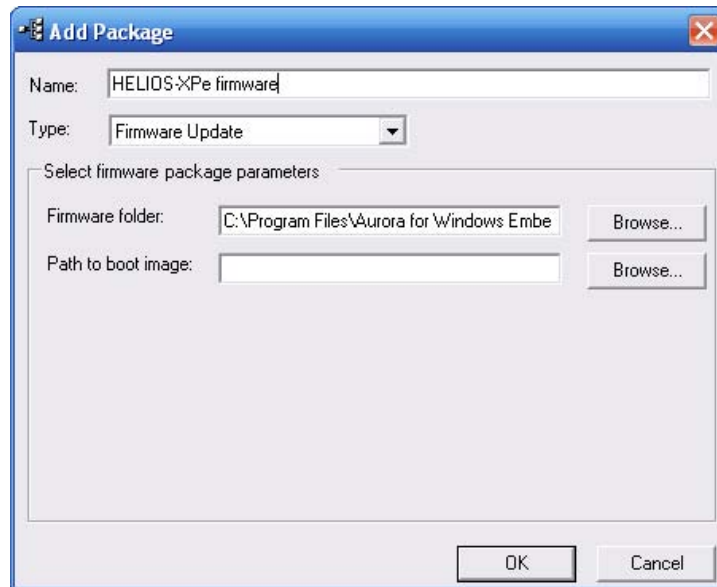 Add Package
Name: HELIOS-XPe firmware
Type: Firmware Update
Select firmware package parameters
Firmware folder: C:\Program Files\Aurora for Windows Embe Browse...
Path to boot image: Browse...
OK Cancel